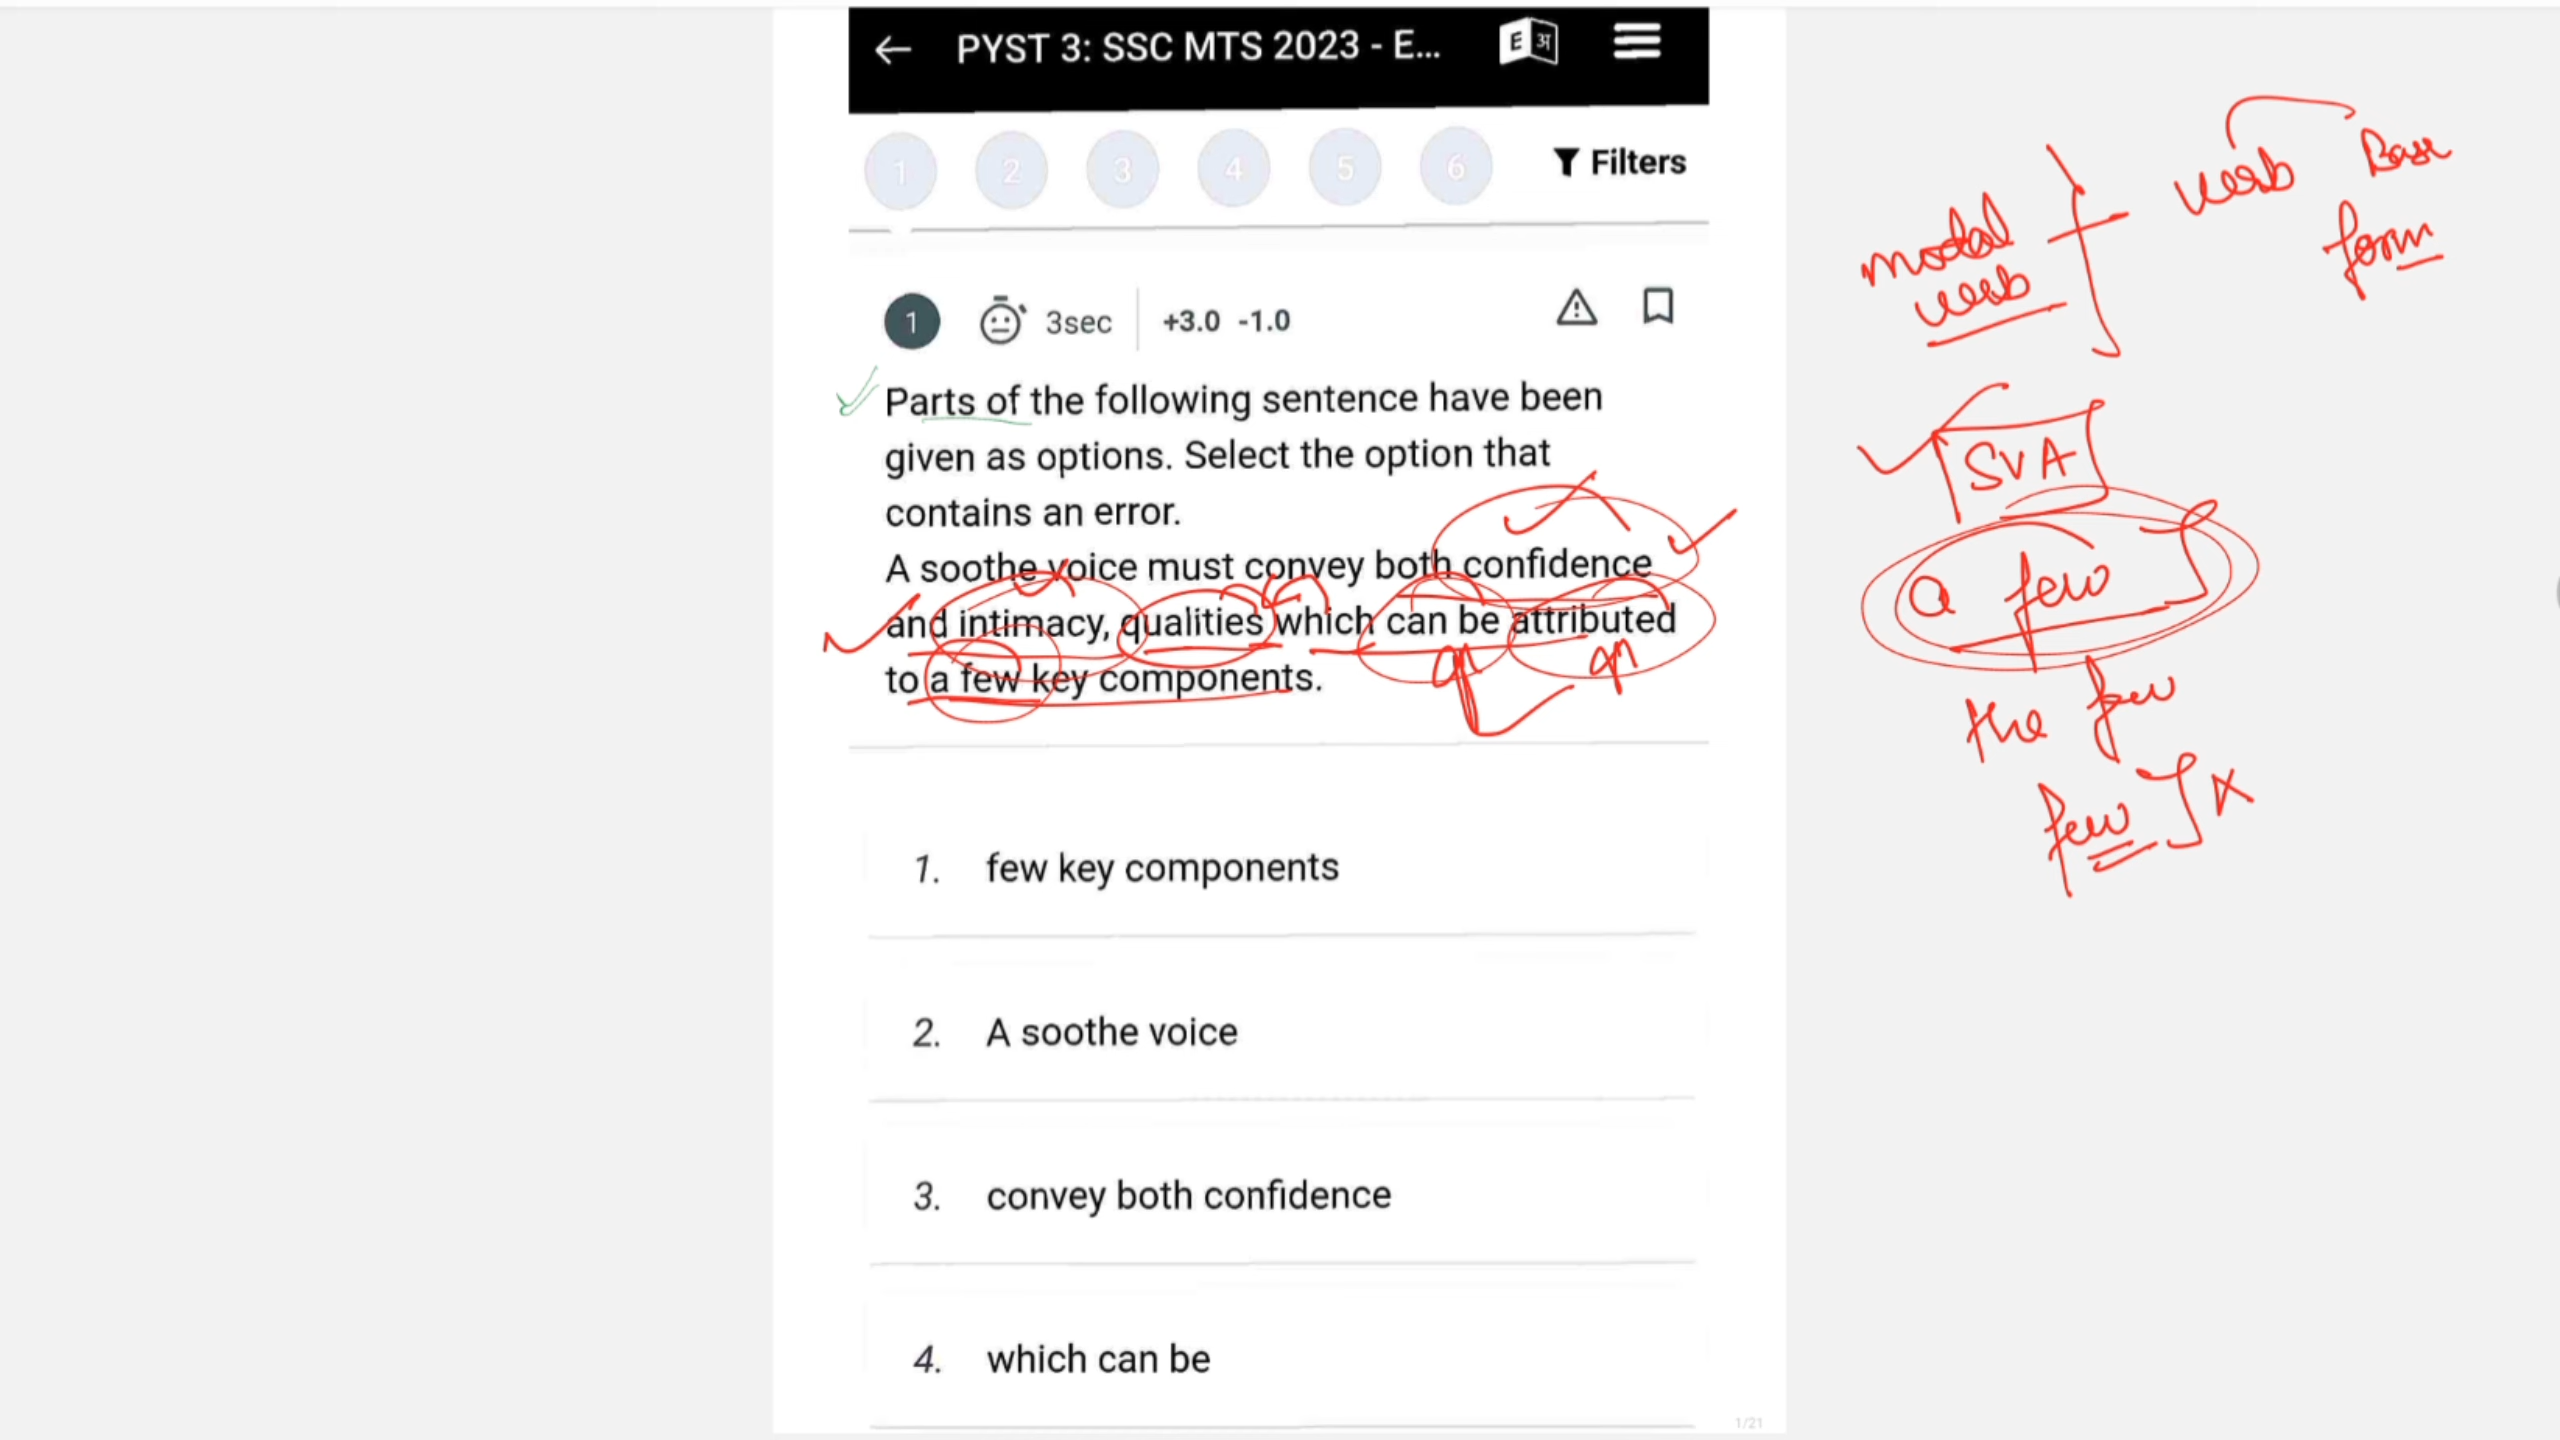 PYST 3: SSC MTS 2023 - E...
E अ
1 2 3 4 5 6 Filters
1 3sec +3.0 -1.0
Parts of the following sentence have been
given as options. Select the option that
contains an error.
A soothe voice must convey both confidence
and intimacy, qualities which can be attributed
to a few key components.
1. few key components
2. A soothe voice
3. convey both confidence
4. which can be
1/21
modal
verb
+ verb Base
form
SVA
a few
the few
few